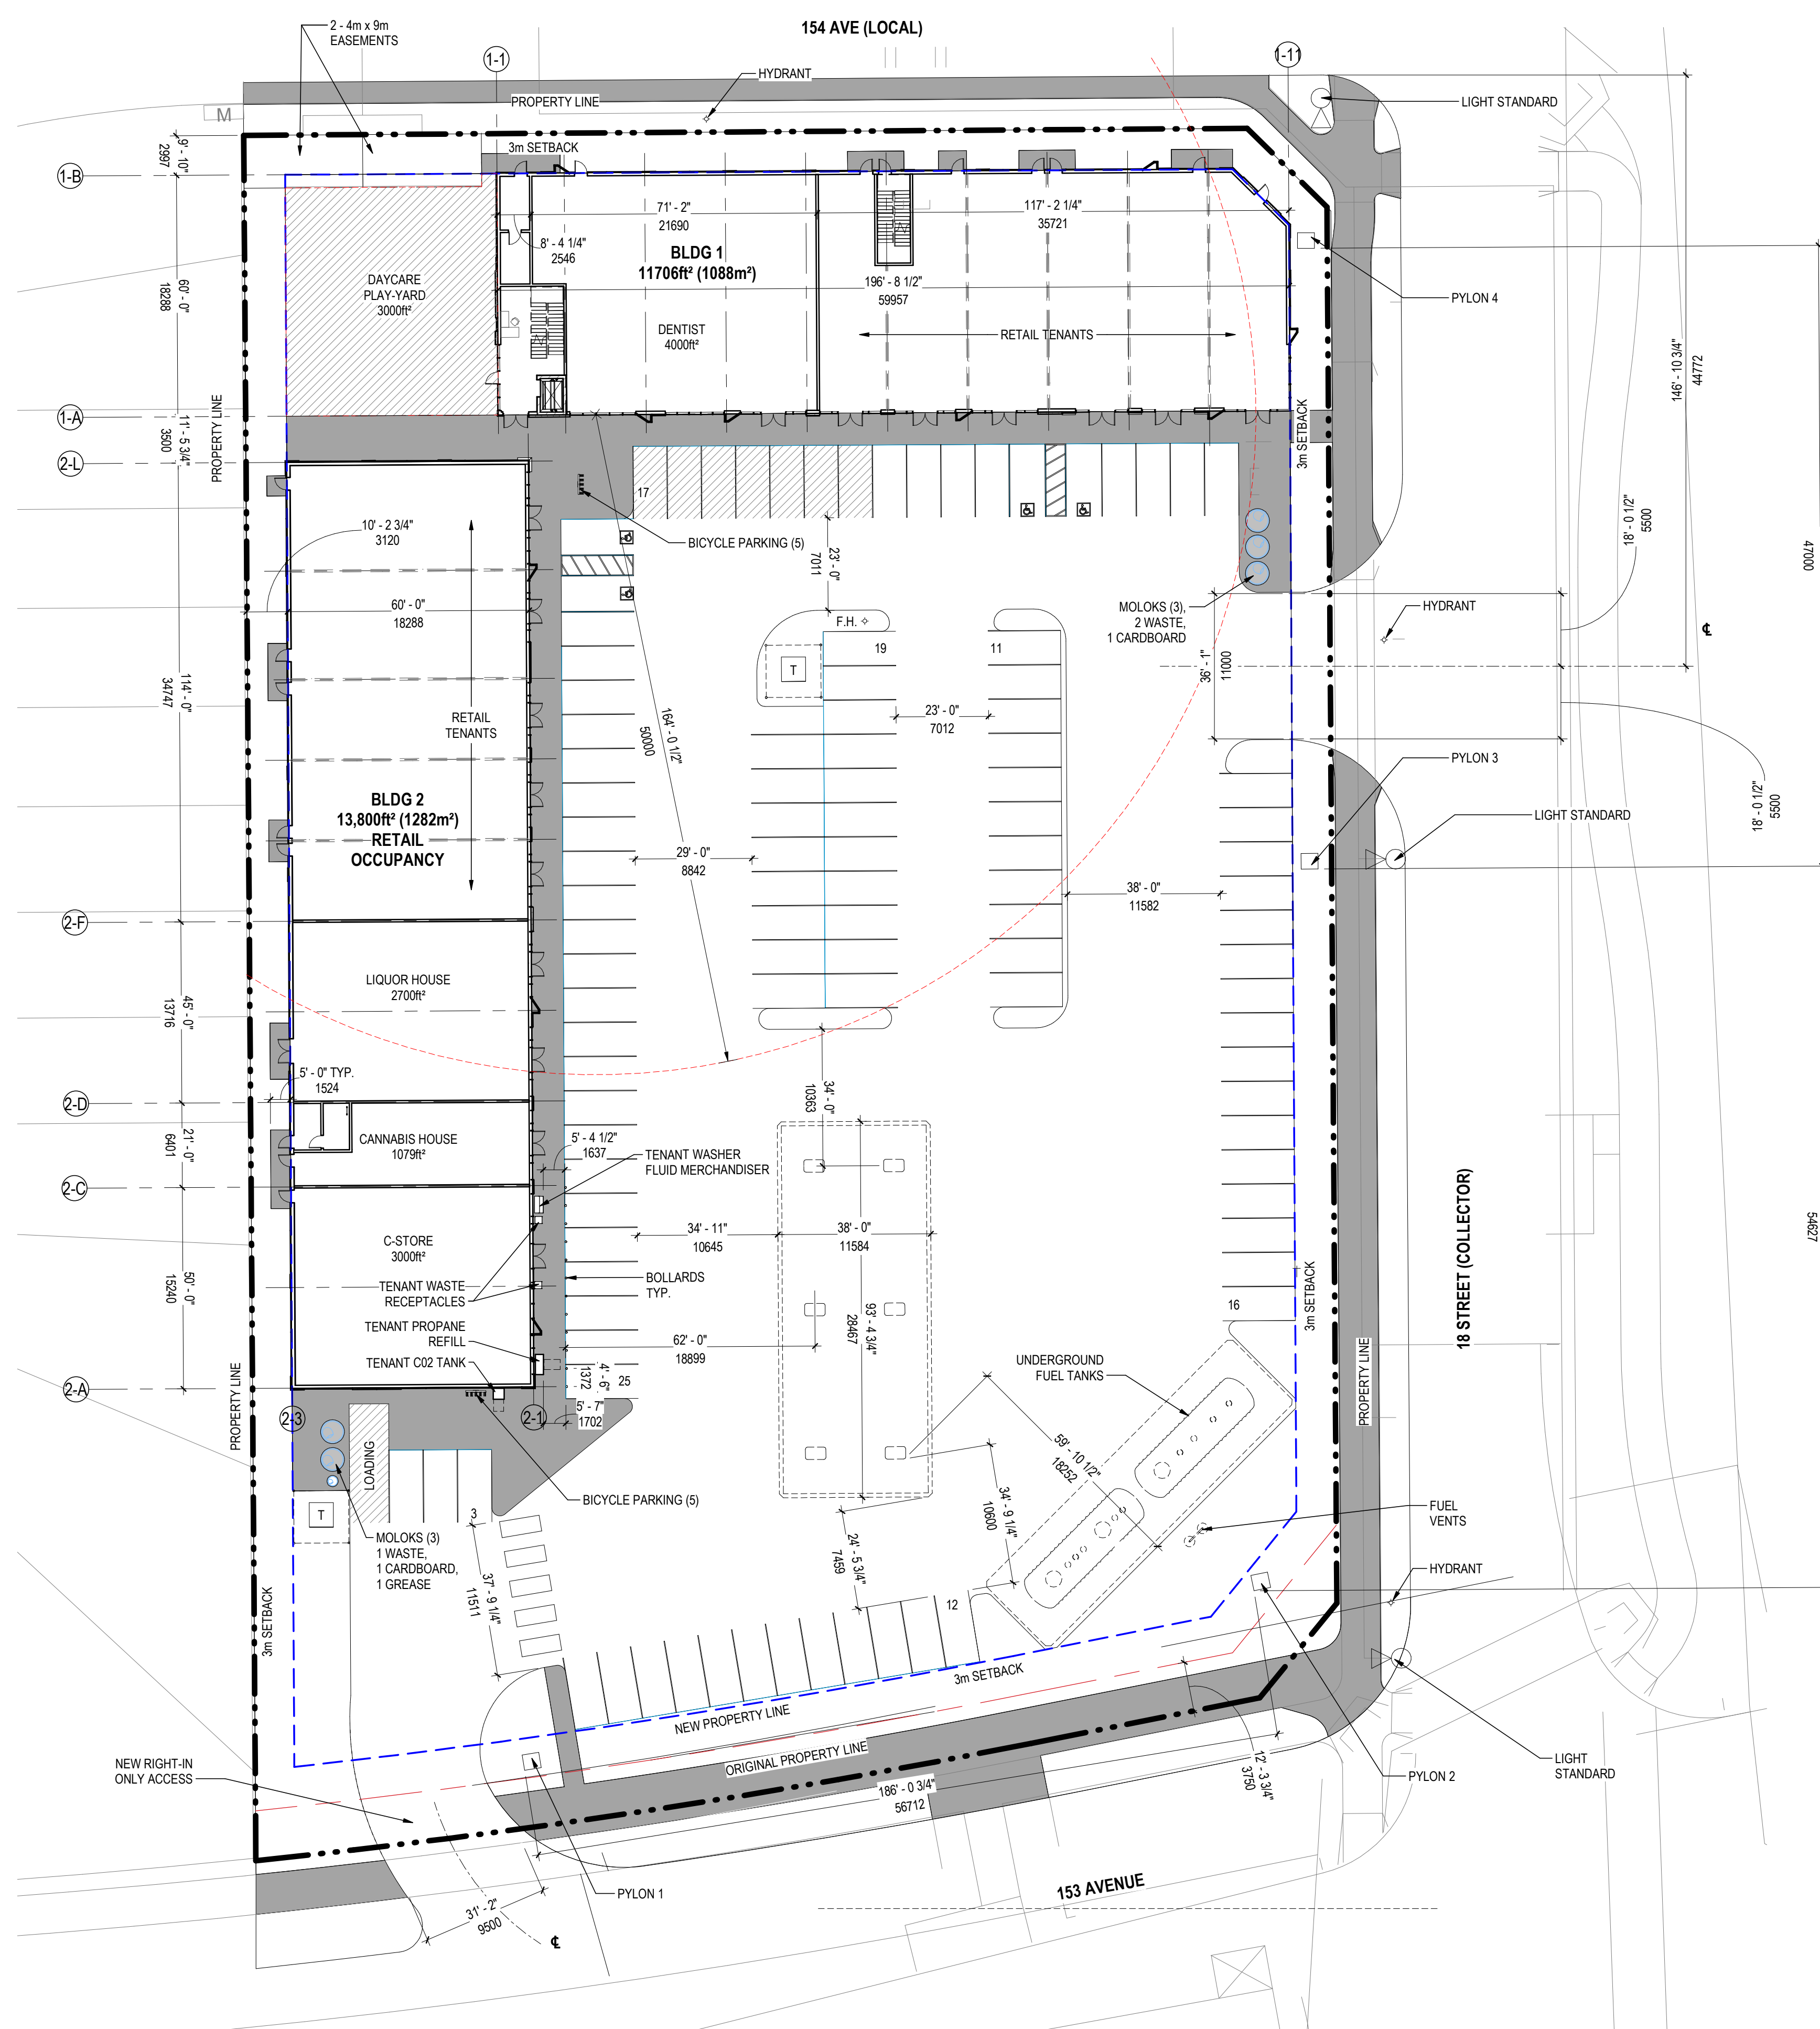 154 AVE (LOCAL)
2 - 4m x 9m
EASEMENTS
1-1
1-11
HYDRANT
LIGHT STANDARD
PROPERTY LINE
M
3m SETBACK
9' - 10"
2997
1-B
71' - 2"
21690
117' - 2 1/4"
35721
8' - 4 1/4"
2546
BLDG 1
11706ft² (1088m²)
196' - 8 1/2"
59957
DAYCARE
PLAY-YARD
3000ft²
60' - 0"
18288
PYLON 4
DENTIST
4000ft²
RETAIL TENANTS
146' - 10 3/4"
44772
1-A
11' - 5 3/4"
3500
2-L
PROPERTY LINE
3m SETBACK
17
10' - 2 3/4"
3120
BICYCLE PARKING (5)
23' - 0"
7011
18' - 0 1/2"
5500
47000
60' - 0"
18288
MOLOKS (3),
2 WASTE,
1 CARDBOARD
HYDRANT
F.H.
19
11
T
36' - 1"
11000
℄
114' - 0"
34747
RETAIL
TENANTS
164' - 0 1/2"
50000
23' - 0"
7012
PYLON 3
BLDG 2
13,800ft² (1282m²)
RETAIL
OCCUPANCY
LIGHT STANDARD
18' - 0 1/2"
5500
29' - 0"
8842
38' - 0"
11582
2-F
LIQUOR HOUSE
2700ft²
45' - 0"
13716
5' - 0" TYP.
1524
2-D
34' - 0"
10363
21' - 0"
6401
CANNABIS HOUSE
1079ft²
5' - 4 1/2"
1637
TENANT WASHER
FLUID MERCHANDISER
2-C
18 STREET (COLLECTOR)
54627
C-STORE
3000ft²
34' - 11"
10645
38' - 0"
11584
50' - 0"
15240
TENANT WASTE
RECEPTACLES
BOLLARDS
TYP.
93' - 4 3/4"
28467
3m SETBACK
16
TENANT PROPANE
REFILL
TENANT C02 TANK
62' - 0"
18899
UNDERGROUND
FUEL TANKS
4' - 6"
1372
25
2-A
5' - 7"
1702
2-3
2-1
PROPERTY LINE
PROPERTY LINE
LOADING
59' - 10 1/2"
18252
BICYCLE PARKING (5)
34' - 9 1/4"
10600
FUEL
VENTS
T
3
MOLOKS (3)
1 WASTE,
1 CARDBOARD,
1 GREASE
24' - 5 3/4"
7459
37' - 9 1/4"
11511
HYDRANT
12
3m SETBACK
3m SETBACK
NEW PROPERTY LINE
ORIGINAL PROPERTY LINE
NEW RIGHT-IN
ONLY ACCESS
12' - 3 3/4"
3750
LIGHT
STANDARD
PYLON 2
186' - 0 3/4"
56712
153 AVENUE
PYLON 1
31' - 2"
9500
℄